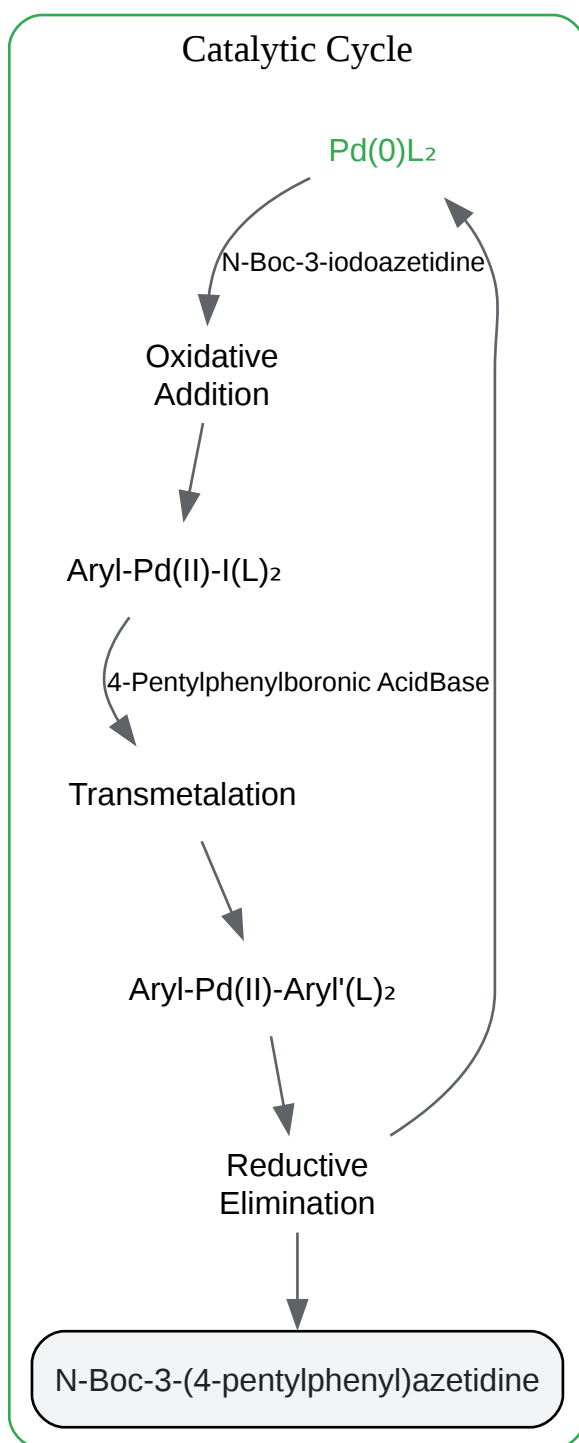 Catalytic Cycle
Pd(0)L₂
N-Boc-3-iodoazetidine
Oxidative
Addition
Aryl-Pd(II)-I(L)₂
4-Pentylphenylboronic AcidBase
Transmetalation
Aryl-Pd(II)-Aryl'(L)₂
Reductive
Elimination
N-Boc-3-(4-pentylphenyl)azetidine